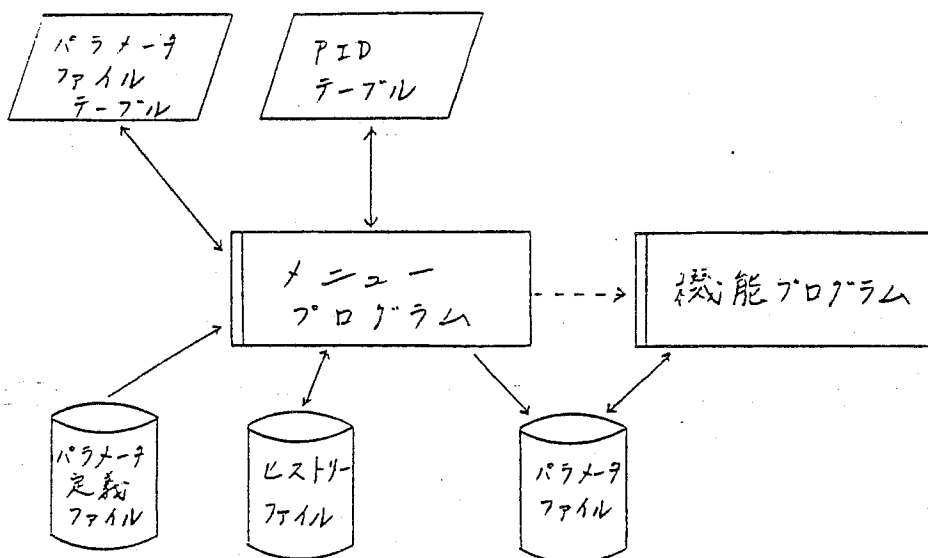 パラメータ
ファイル
テーブル
PID
テーブル
メニュー
プログラム
機能プログラム
パラメータ
定義
ファイル
ヒストリー
ファイル
パラメータ
ファイル